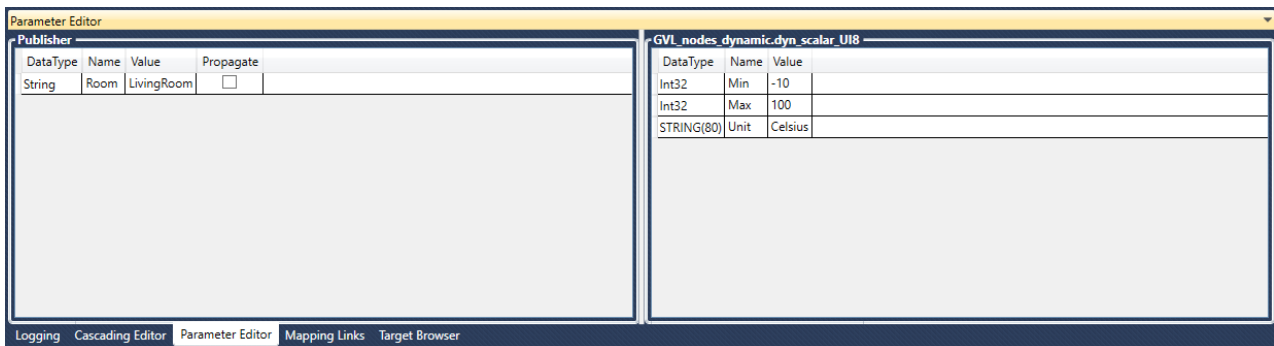 Parameter Editor
Publisher
DataType Name Value Propagate
String Room LivingRoom
GVL_nodes_dynamic.dyn_scalar_UI8
DataType Name Value
Int32 Min -10
Int32 Max 100
STRING(80) Unit Celsius
Logging Cascading Editor Parameter Editor Mapping Links Target Browser